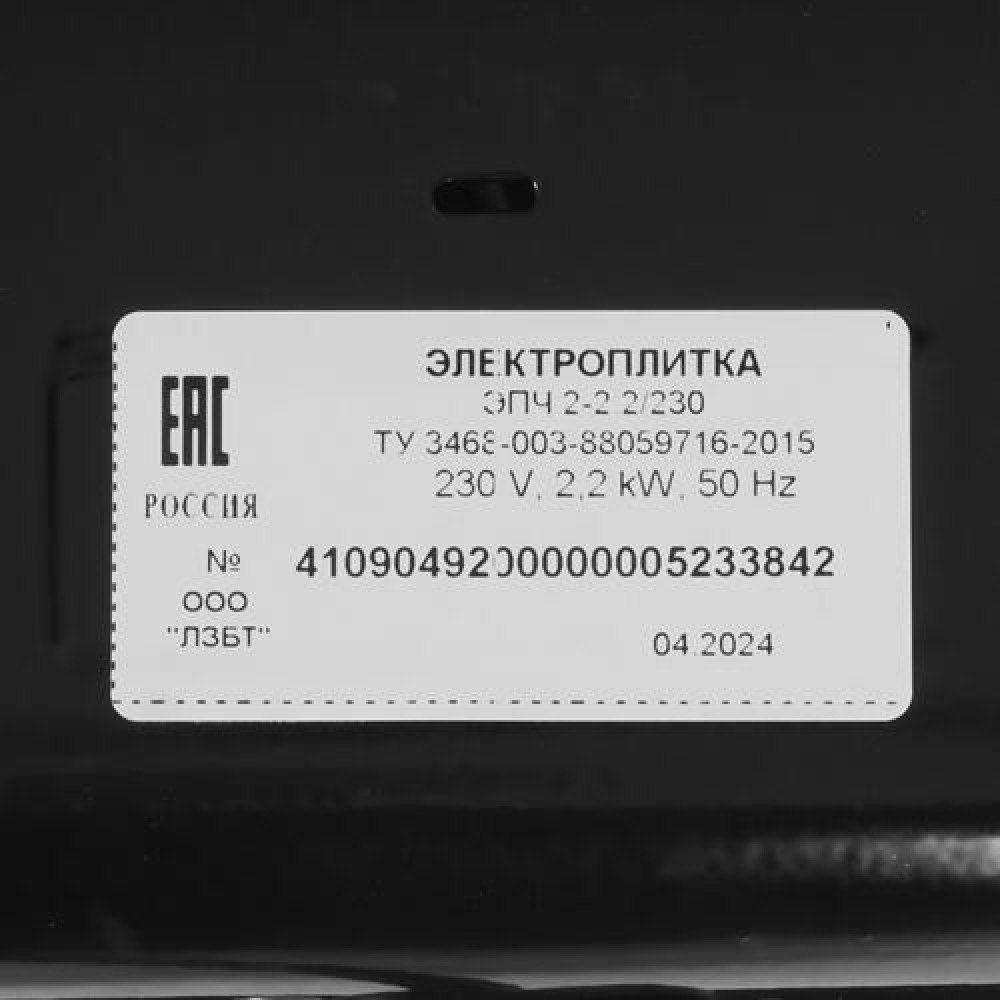 ЭЛЕКТРОПЛИТКА
ЭПЧ 2-2,2/230
ТУ 3468-003-88059716-2015
230 V, 2,2 kW, 50 Hz
EAC
РОССИЯ
№ 4109049200000005233842
ООО
"ЛЗБТ"
04.2024